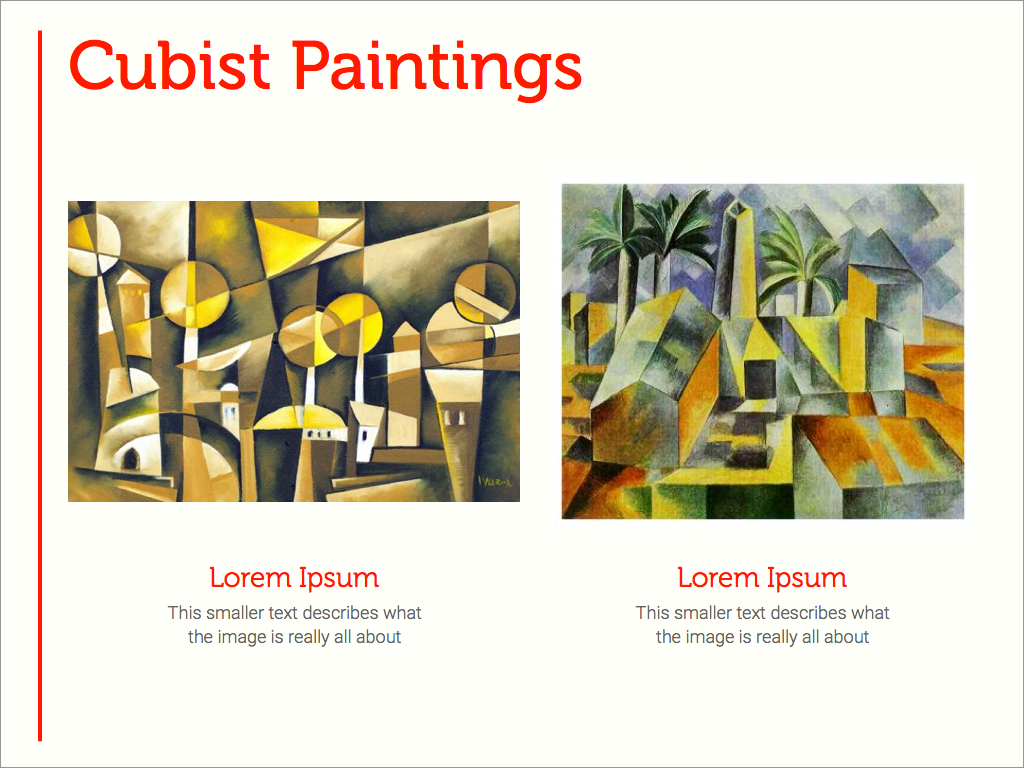 Cubist Paintings
Lorem Ipsum
This smaller text describes what
the image is really all about
Lorem Ipsum
This smaller text describes what
the image is really all about